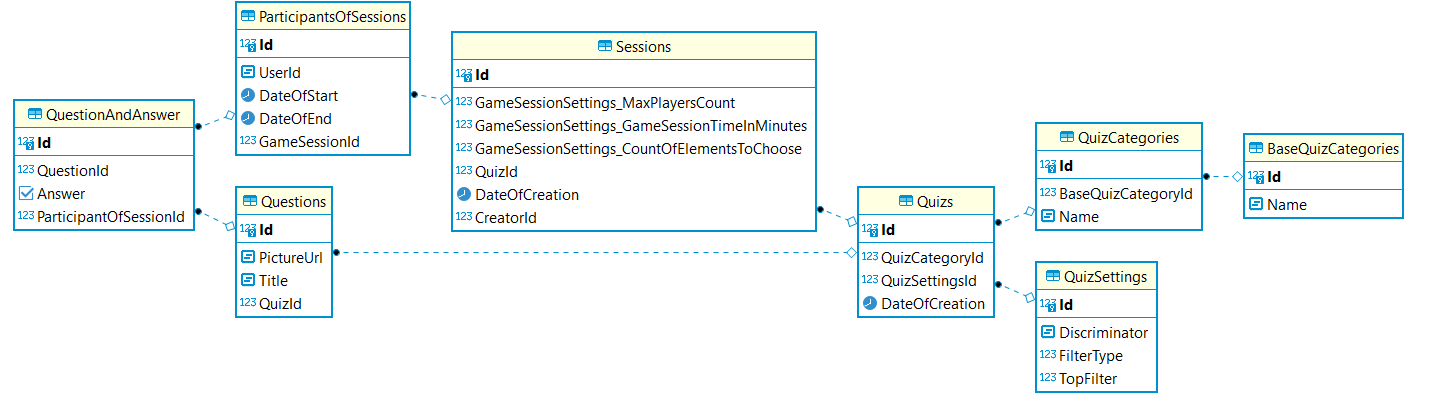 ParticipantsOfSessions
Id
UserId
DateOfStart
DateOfEnd
123 GameSessionId
Sessions
Id
123 GameSessionSettings_MaxPlayersCount
123 GameSessionSettings_GameSessionTimeInMinutes
123 GameSessionSettings_CountOfElementsToChoose
123 QuizId
DateOfCreation
123 CreatorId
QuestionAndAnswer
123 Id
123 QuestionId
Answer
123 ParticipantOfSessionId
Questions
123 Id
PictureUrl
Title
123 QuizId
Quizs
123 Id
123 QuizCategoryId
123 QuizSettingsId
DateOfCreation
QuizCategories
123 Id
123 BaseQuizCategoryId
Name
BaseQuizCategories
123 Id
Name
QuizSettings
123 Id
Discriminator
123 FilterType
123 TopFilter